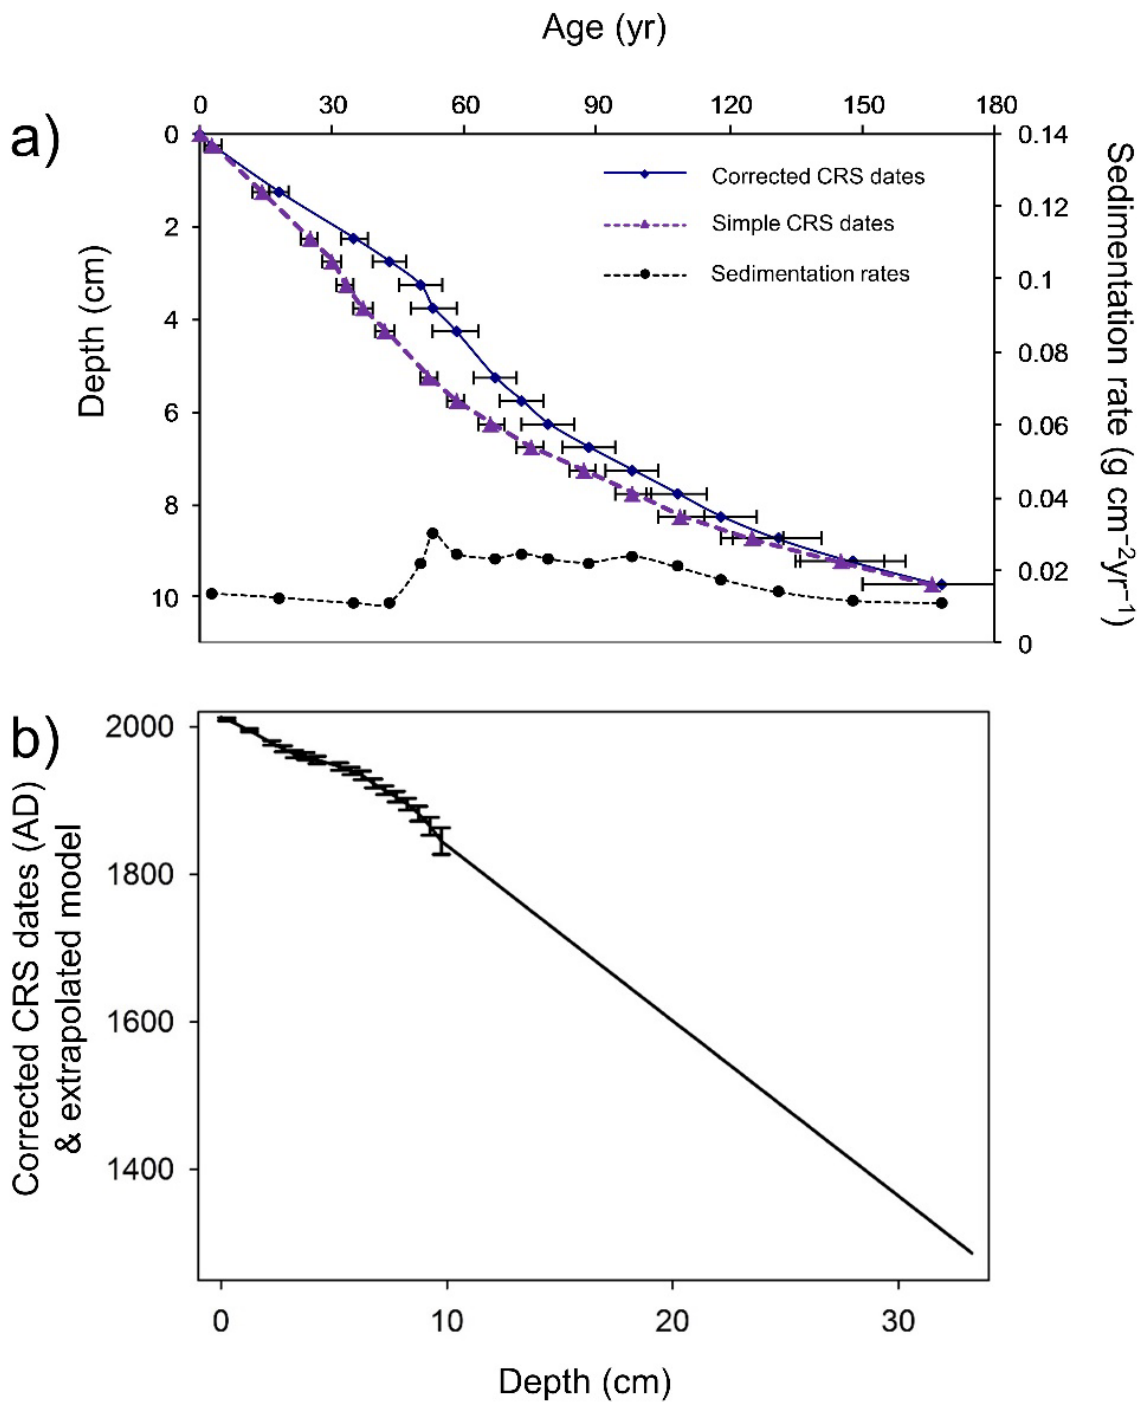 Age (yr)
a)
0 30 60 90 120 150 180
0
2
4
6
8
10
Depth (cm)
Corrected CRS dates
Simple CRS dates
Sedimentation rates
0.14
0.12
0.1
0.08
0.06
0.04
0.02
0
Sedimentation rate (g cm⁻²yr⁻¹)
b)
2000
1800
1600
1400
Corrected CRS dates (AD)
& extrapolated model
0 10 20 30
Depth (cm)